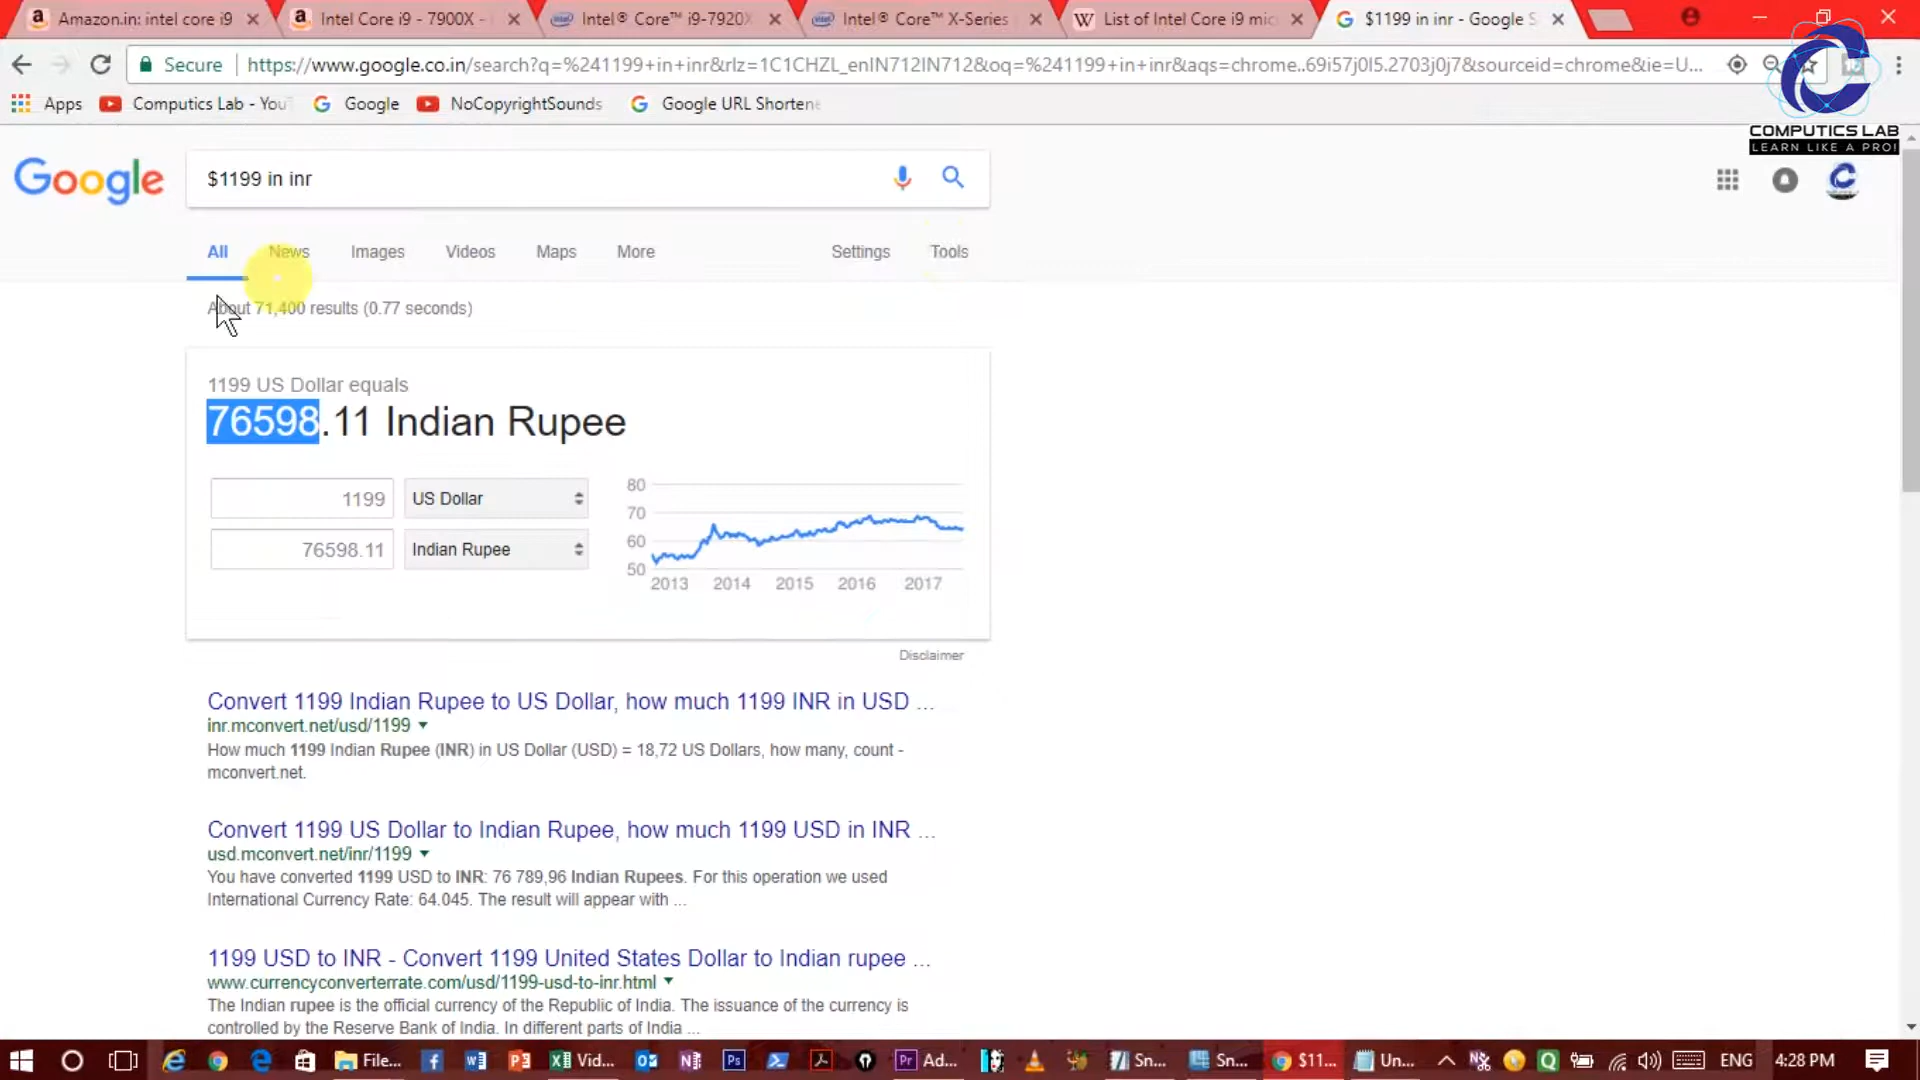 Amazon.in: intel core i9
Intel Core i9 - 7900X -
Intel® Core™ i9-7920X
Intel® Core™ X-Series
List of Intel Core i9 mic
$1199 in inr - Google S
Secure
https://www.google.co.in/search?q=%241199+in+inr&rlz=1C1CHZL_enIN712IN712&oq=%241199+in+inr&aqs=chrome..69i57j0l5.2703j0j7&sourceid=chrome&ie=U...
Apps
Computics Lab - You
Google
NoCopyrightSounds
Google URL Shortene
COMPUTICS LAB
LEARN LIKE A PRO!
Google
$1199 in inr
All
News
Images
Videos
Maps
More
Settings
Tools
About 71,400 results (0.77 seconds)
1199 US Dollar equals
76598.11 Indian Rupee
1199
US Dollar
76598.11
Indian Rupee
80
70
60
50
2013 2014 2015 2016 2017
Disclaimer
Convert 1199 Indian Rupee to US Dollar, how much 1199 INR in USD ...
inr.mconvert.net/usd/1199
How much 1199 Indian Rupee (INR) in US Dollar (USD) = 18,72 US Dollars, how many, count -
mconvert.net.
Convert 1199 US Dollar to Indian Rupee, how much 1199 USD in INR ...
usd.mconvert.net/inr/1199
You have converted 1199 USD to INR: 76 789,96 Indian Rupees. For this operation we used
International Currency Rate: 64.045. The result will appear with ...
1199 USD to INR - Convert 1199 United States Dollar to Indian rupee ...
www.currencyconverterrate.com/usd/1199-usd-to-inr.html
The Indian rupee is the official currency of the Republic of India. The issuance of the currency is
controlled by the Reserve Bank of India. In different parts of India ...
File...
Vid...
Ad...
Sn...
Sn...
$11...
Un...
ENG
4:28 PM